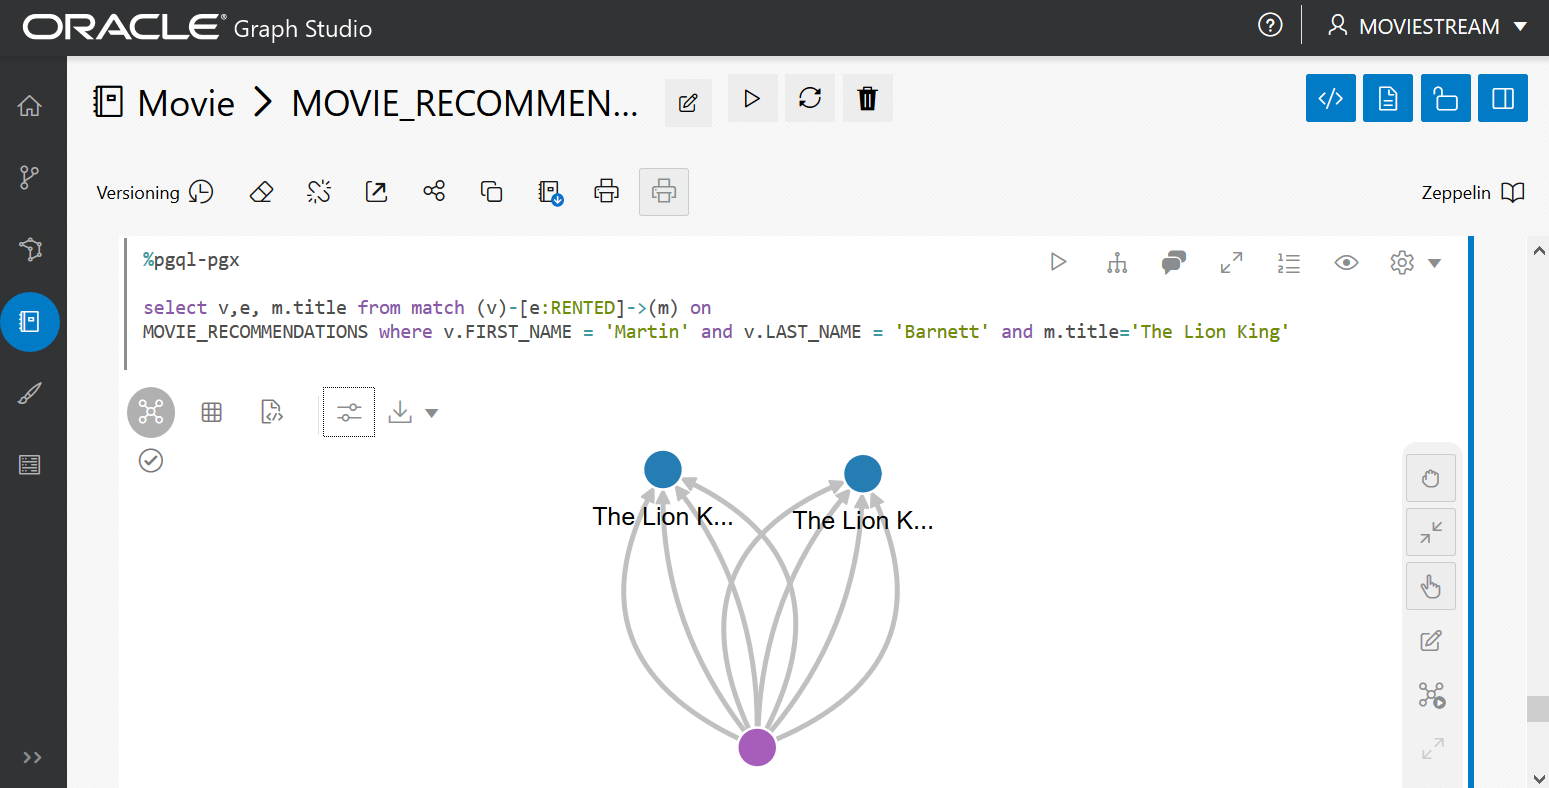 ORACLE® Graph Studio
MOVIESTREAM
Movie > MOVIE_RECOMMEN...
Versioning
Zeppelin
%pgql-pgx
select v,e, m.title from match (v)-[e:RENTED]->(m) on
MOVIE_RECOMMENDATIONS where v.FIRST_NAME = 'Martin' and v.LAST_NAME = 'Barnett' and m.title='The Lion King'
The Lion K...
The Lion K...